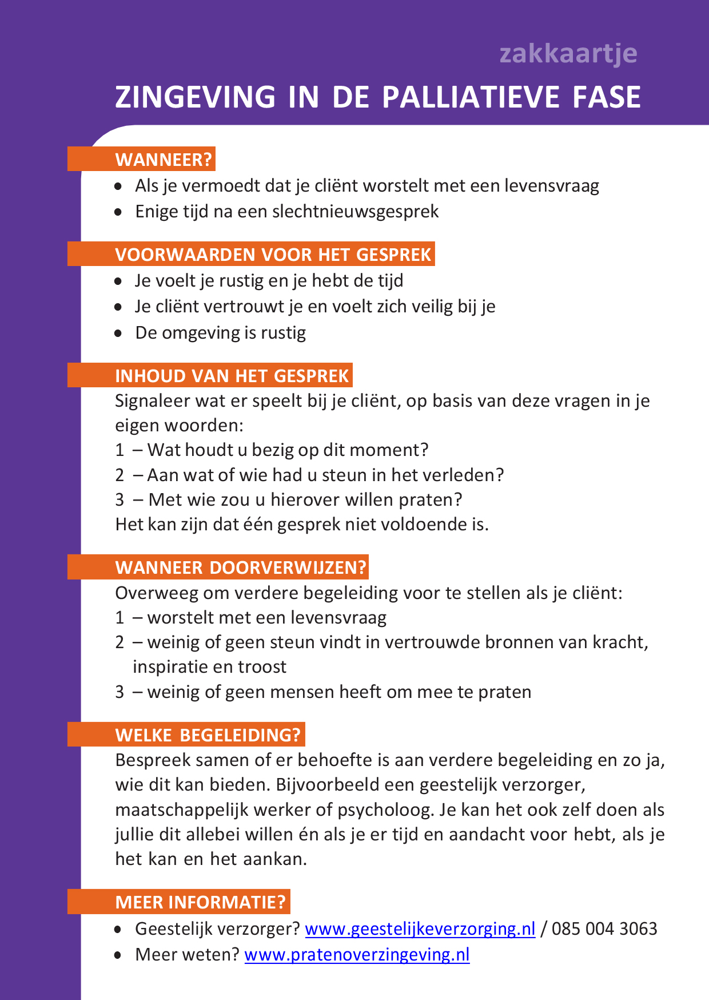 zakkaartje
ZINGEVING IN DE PALLIATIEVE FASE
WANNEER?
• Als je vermoedt dat je cliënt worstelt met een levensvraag
• Enige tijd na een slechtnieuwsgesprek
VOORWAARDEN VOOR HET GESPREK
• Je voelt je rustig en je hebt de tijd
• Je cliënt vertrouwt je en voelt zich veilig bij je
• De omgeving is rustig
INHOUD VAN HET GESPREK
Signaleer wat er speelt bij je cliënt, op basis van deze vragen in je
eigen woorden:
1 – Wat houdt u bezig op dit moment?
2 – Aan wat of wie had u steun in het verleden?
3 – Met wie zou u hierover willen praten?
Het kan zijn dat één gesprek niet voldoende is.
WANNEER DOORVERWIJZEN?
Overweeg om verdere begeleiding voor te stellen als je cliënt:
1 – worstelt met een levensvraag
2 – weinig of geen steun vindt in vertrouwde bronnen van kracht,
inspiratie en troost
3 – weinig of geen mensen heeft om mee te praten
WELKE BEGELEIDING?
Bespreek samen of er behoefte is aan verdere begeleiding en zo ja,
wie dit kan bieden. Bijvoorbeeld een geestelijk verzorger,
maatschappelijk werker of psycholoog. Je kan het ook zelf doen als
jullie dit allebei willen én als je er tijd en aandacht voor hebt, als je
het kan en het aankan.
MEER INFORMATIE?
• Geestelijk verzorger? www.geestelijkeverzorging.nl / 085 004 3063
• Meer weten? www.pratenoverzingeving.nl